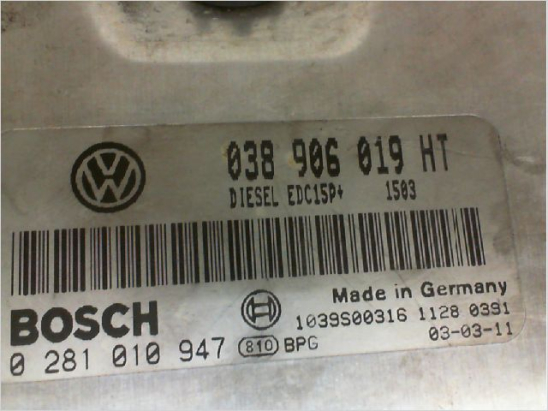 038 906 019 HT
DIESEL EDC15P+ 1503
BOSCH
Made in Germany
1039S00316 1128 0391
0 281 010 947 810 BPG
03-03-11